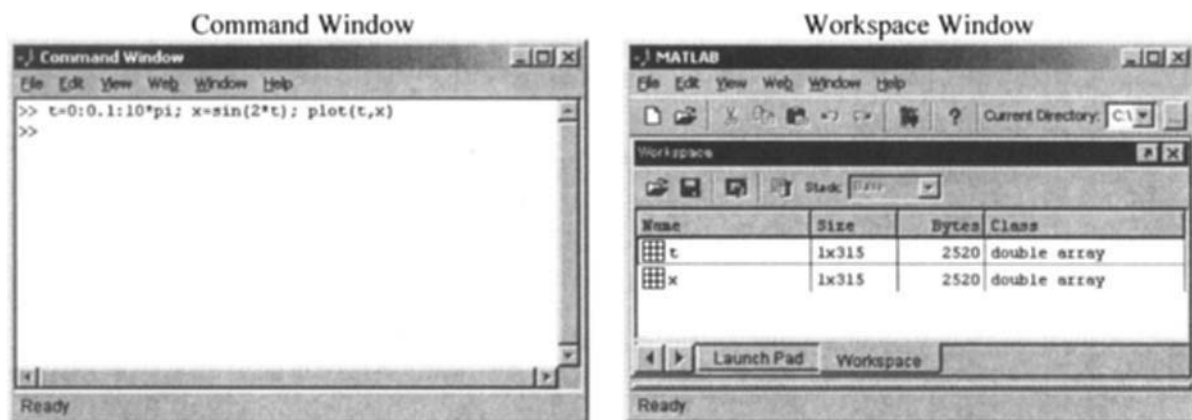 Command Window
Command Window
File Edit View Web Window Help
>> t=0:0.1:10*pi; x=sin(2*t); plot(t,x)
>>
Ready
Workspace Window
MATLAB
File Edit View Web Window Help
? Current Directory: C:\ ...
Workspace
Stack: Base
Name Size Bytes Class
t 1x315 2520 double array
x 1x315 2520 double array
Launch Pad Workspace
Ready